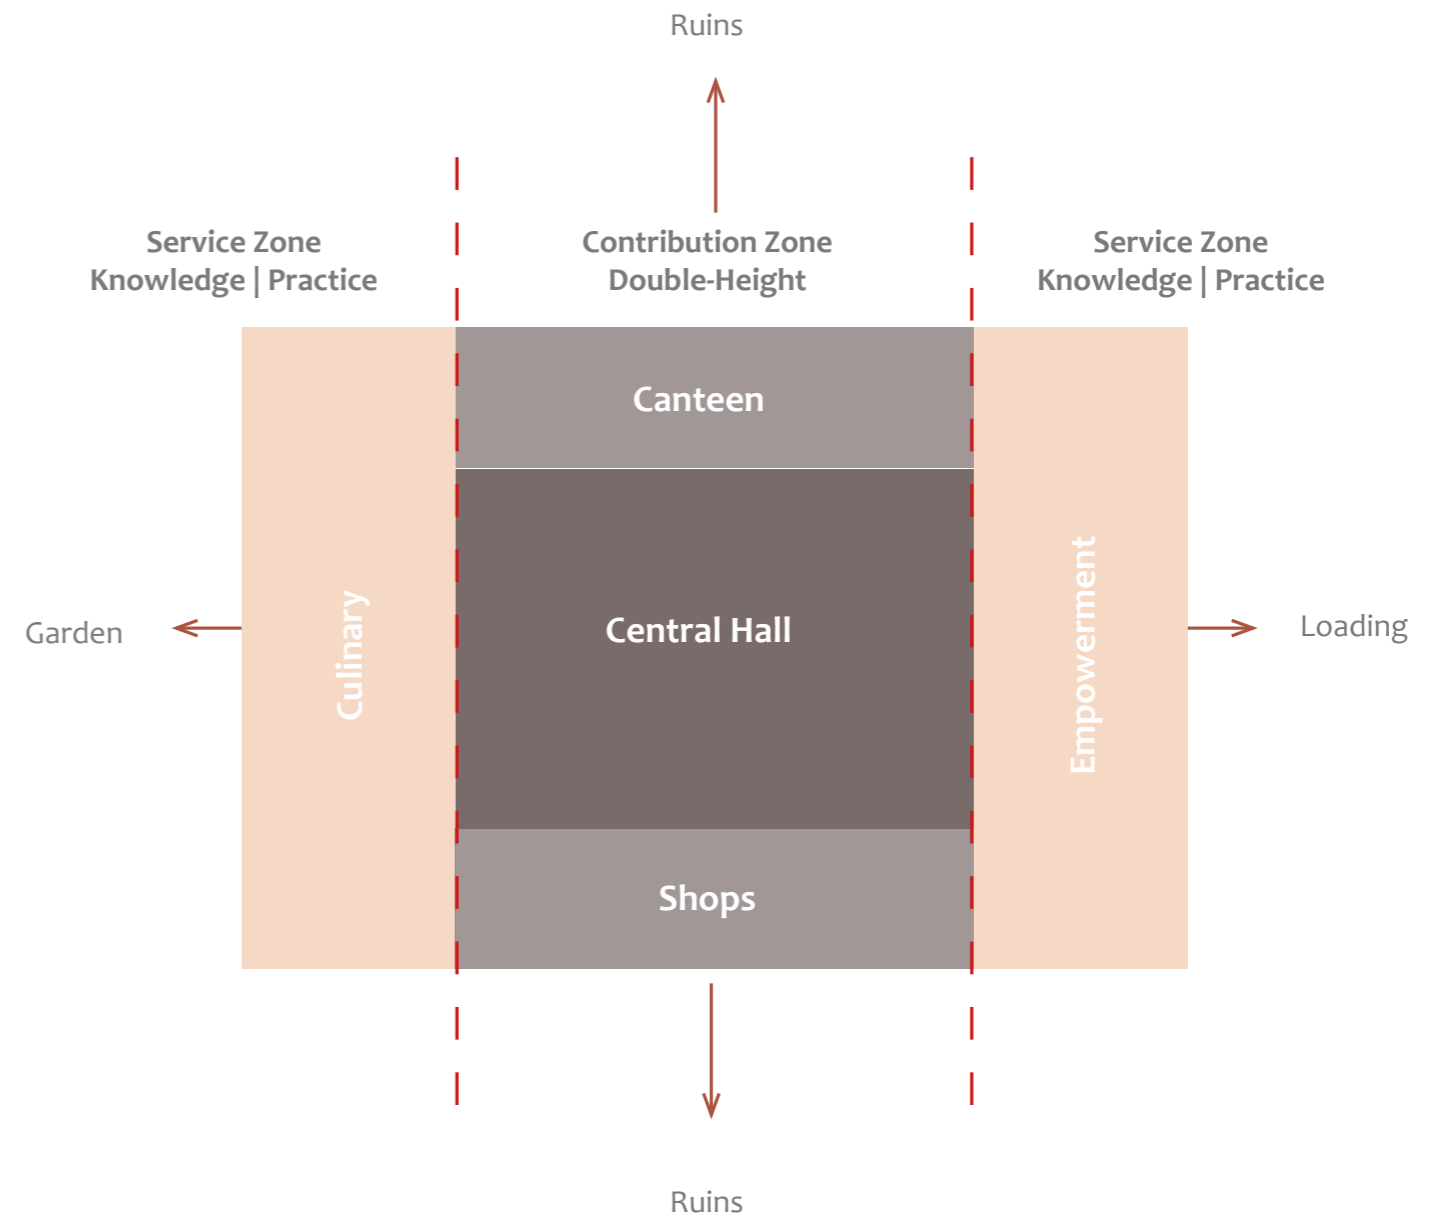 Ruins
Service Zone
Knowledge | Practice
Contribution Zone
Double-Height
Service Zone
Knowledge | Practice
Canteen
Culinary
Central Hall
Empowerment
Garden
Loading
Shops
Ruins